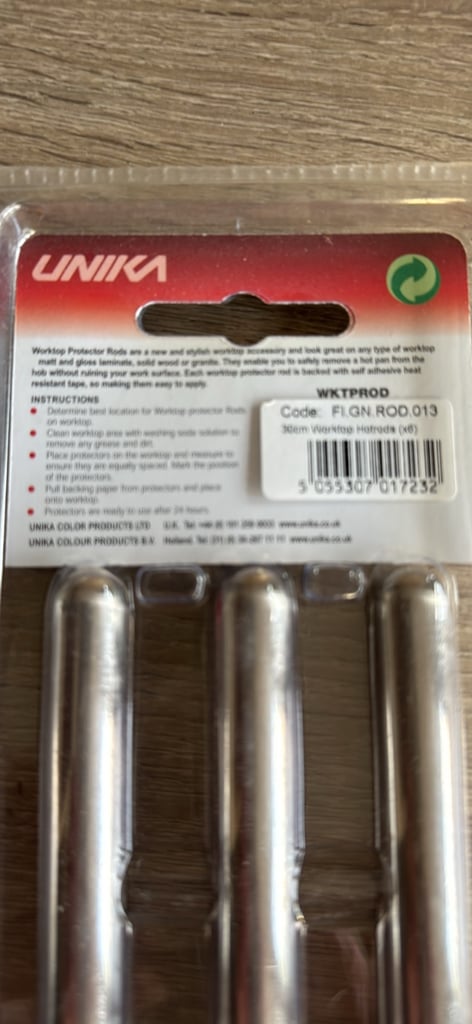 UNIKA
Worktop Protector Rods are a new and stylish worktop accessory and look great on any type of worktop
matt and gloss laminate, solid wood or granite. They enable you to safely remove a hot pan from the
hob without ruining your work surface. Each worktop protector rod is backed with self adhesive heat
resistant tape, so making them easy to apply.
INSTRUCTIONS
Determine best location for Worktop protector Rods
on worktop.
Clean worktop area with washing soda solution to
remove any grease and dirt.
Place protectors on the worktop and measure to
ensure they are equally spaced. Mark the position
of the protectors.
Pull backing paper from protectors and place
onto worktop.
Protectors are ready to use after 24 hours.
WKTPROD
Code: FI.GN.ROD.013
30cm Worktop Hotrods (x6)
5 055307 017232
UNIKA COLOR PRODUCTS LTD U.K. Tel: www.unika.co.uk
UNIKA COLOUR PRODUCTS B.V. Holland. Tel: www.unika.co.uk